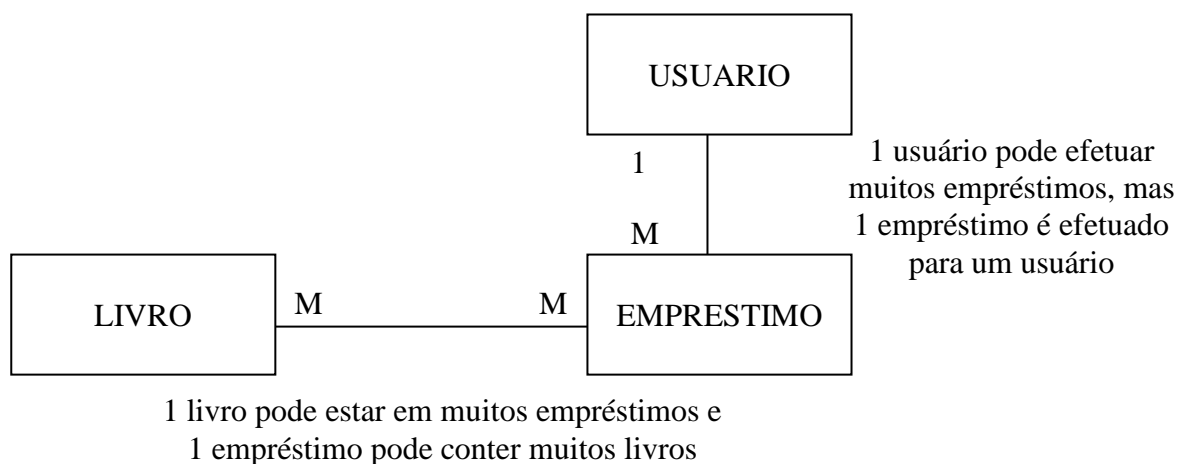 USUARIO
1
1 usuário pode efetuar
muitos empréstimos, mas
1 empréstimo é efetuado
para um usuário
M
LIVRO
M
M
EMPRESTIMO
1 livro pode estar em muitos empréstimos e
1 empréstimo pode conter muitos livros